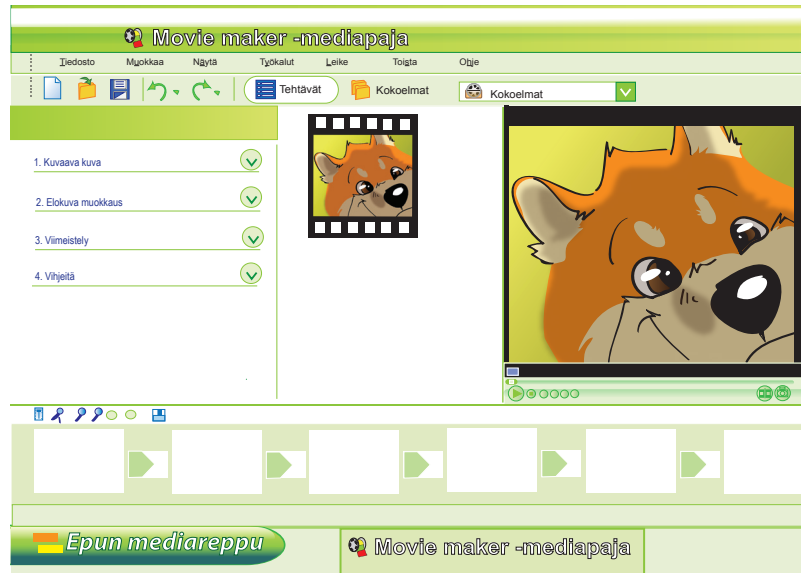 Movie maker -mediapaja
Tiedosto Muokkaa Näytä Työkalut Leike Toista Ohje
Tehtävät Kokoelmat Kokoelmat
1. Kuvaava kuva
2. Elokuva muokkaus
3. Viimeistely
4. Vihjeitä
Epun mediareppu Movie maker -mediapaja